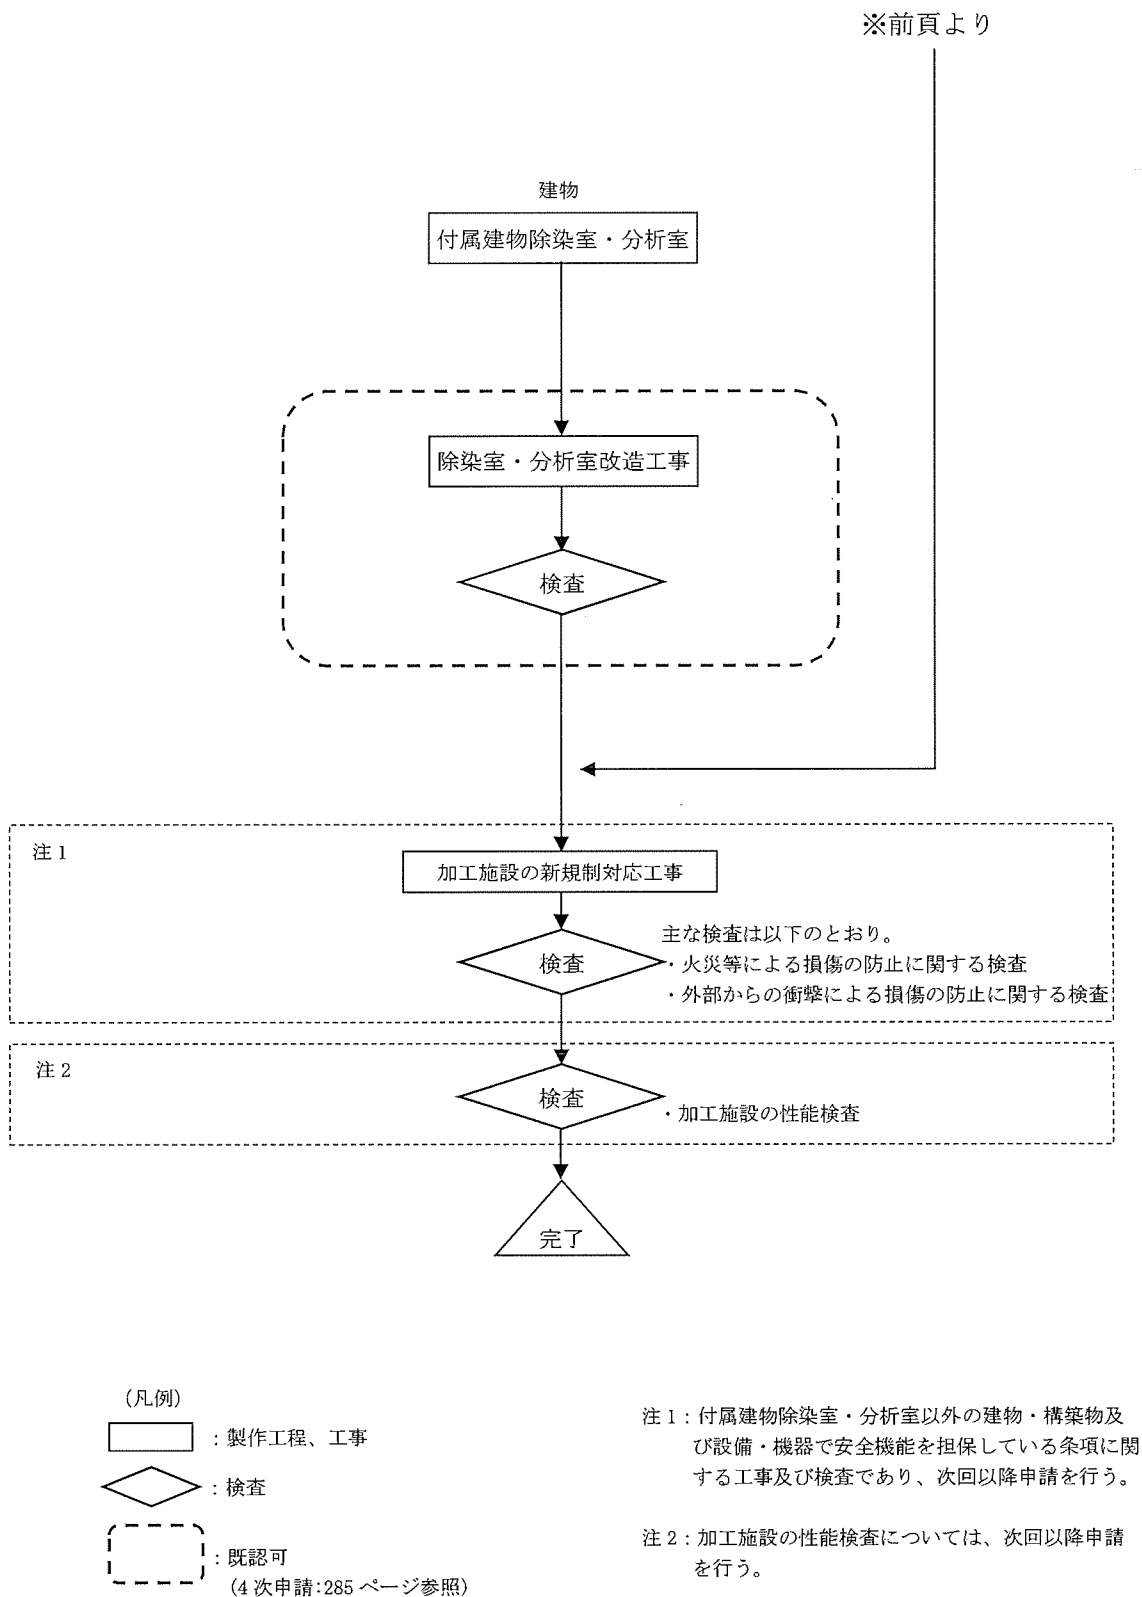 ※前頁より
建物
付属建物除染室・分析室
除染室・分析室改造工事
検査
注1
加工施設の新規制対応工事
検査
主な検査は以下のとおり。
・火災等による損傷の防止に関する検査
・外部からの衝撃による損傷の防止に関する検査
注2
検査
・加工施設の性能検査
完了
(凡例)
：製作工程、工事
：検査
：既認可
(4次申請:285ページ参照)
注1：付属建物除染室・分析室以外の建物・構築物及
び設備・機器で安全機能を担保している条項に関
する工事及び検査であり、次回以降申請を行う。
注2：加工施設の性能検査については、次回以降申請
を行う。